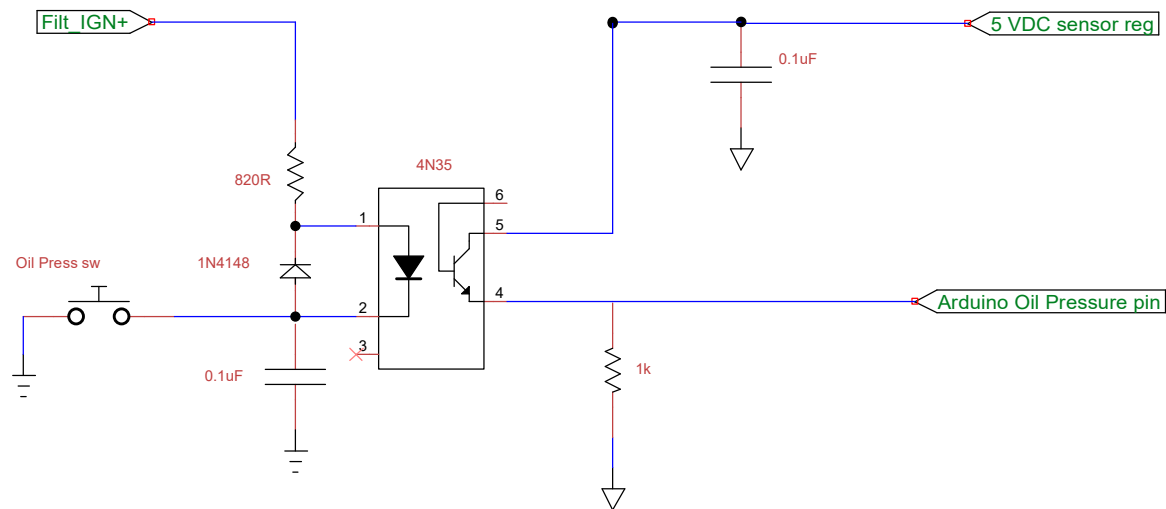 Filt_IGN+
5 VDC sensor reg
0.1uF
4N35
820R
6
1
5
Oil Press sw
1N4148
4
Arduino Oil Pressure pin
2
3
0.1uF
1k